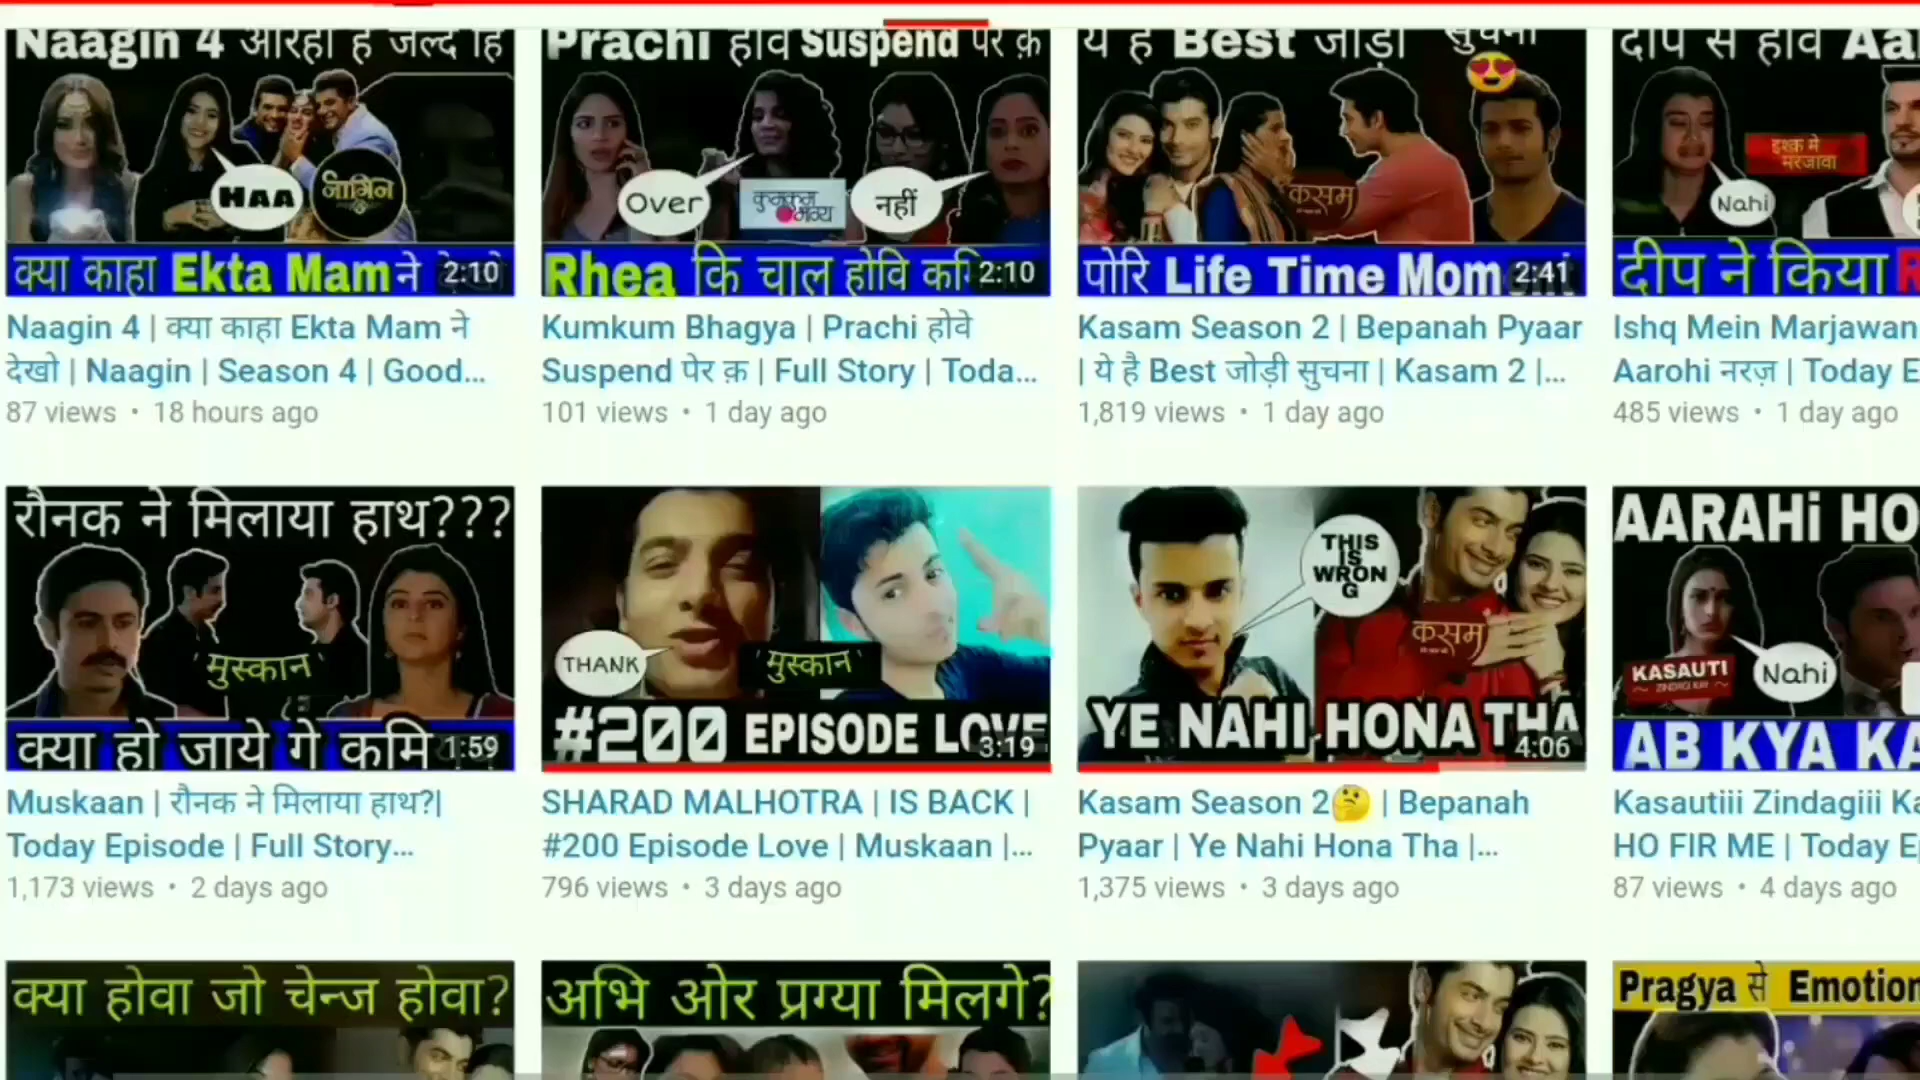 Naagin 4 आरही है जल्द हि
HAA
नागिन
क्या काहा Ekta Mam ने
2:10
Naagin 4 | क्या काहा Ekta Mam ने
देखो | Naagin | Season 4 | Good...
87 views • 18 hours ago
Prachi होवे Suspend पेर क़
Over
कुमकुम
भाग्य
नहीं
Rhea कि चाल होवि
2:10
Kumkum Bhagya | Prachi होवे
Suspend पेर क़ | Full Story | Toda...
101 views • 1 day ago
ये है Best जोड़ी सुचना
कसम
पोरि Life Time Mom
2:41
Kasam Season 2 | Bepanah Pyaar
| ये है Best जोड़ी सुचना | Kasam 2 |...
1,819 views • 1 day ago
दीप से होवे Aa
इश्क़ में
मरजावां
Nahi
दीप ने किया R
Ishq Mein Marjawan
Aarohi नरज़ | Today E
485 views • 1 day ago
रौनक ने मिलाया हाथ???
मुस्कान
क्या हो जाये गे कमि
1:59
Muskaan | रौनक ने मिलाया हाथ?|
Today Episode | Full Story...
1,173 views • 2 days ago
THANK
' मुस्कान '
#200 EPISODE LOVE
3:19
SHARAD MALHOTRA | IS BACK |
#200 Episode Love | Muskaan |...
796 views • 3 days ago
THIS
IS
WRON
G
कसम
YE NAHI HONA THA
4:06
Kasam Season 2🤔 | Bepanah
Pyaar | Ye Nahi Hona Tha |...
1,375 views • 3 days ago
AARAHi HO
KASAUTI
ZINDAGII KAY
Nahi
AB KYA KA
Kasautiii Zindagiii Ka
HO FIR ME | Today E
87 views • 4 days ago
क्या होवा जो चेन्ज होवा?
अभि ओर प्रग्या मिलगे?
Pragya से Emotion